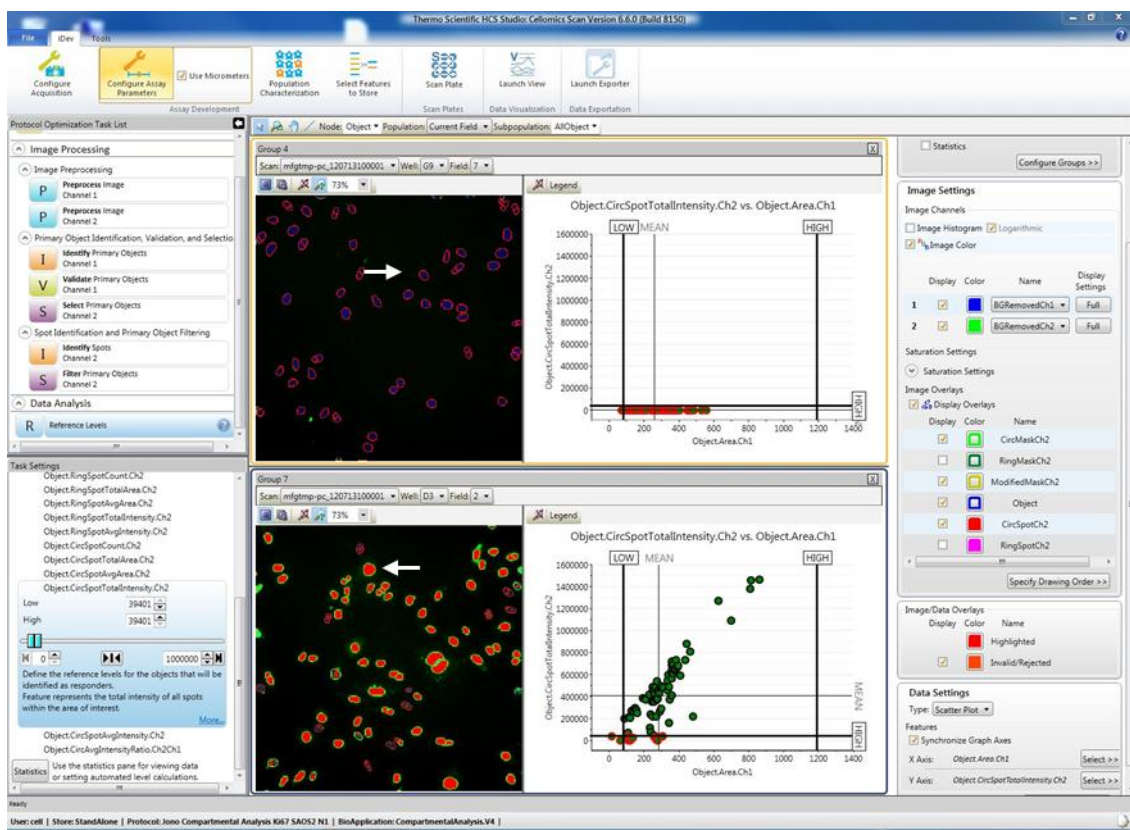 Thermo Scientific HCS Studio: Cellomics Scan Version 6.6.0 (Build 8150)
File iDev Tools
Configure Acquisition
Configure Assay Parameters
Use Micrometers
Population Characterization
Select Features to Store
Scan Plate
Launch View
Launch Exporter
Assay Development
Scan Plates
Data Visualization
Data Exportation
Protocol Optimization Task List
Node: Object Population: Current Field Subpopulation: AllObject
Image Processing
Image Preprocessing
P Preprocess Image
Channel 1
P Preprocess Image
Channel 2
Primary Object Identification, Validation, and Selectio
I Identify Primary Objects
Channel 1
V Validate Primary Objects
Channel 1
S Select Primary Objects
Channel 2
Spot Identification and Primary Object Filtering
I Identify Spots
Channel 2
S Filter Primary Objects
Channel 2
Data Analysis
R Reference Levels
Task Settings
Object.RingSpotCount.Ch2
Object.RingSpotTotalArea.Ch2
Object.RingSpotAvgArea.Ch2
Object.RingSpotTotalIntensity.Ch2
Object.RingSpotAvgIntensity.Ch2
Object.CircSpotCount.Ch2
Object.CircSpotTotalArea.Ch2
Object.CircSpotAvgArea.Ch2
Object.CircSpotTotalIntensity.Ch2
Low 39401
High 39401
0 1000000
Define the reference levels for the objects that will be
identified as responders.
Feature represents the total intensity of all spots
within the area of interest.
More...
Object.CircSpotAvgIntensity.Ch2
Object.CircAvgIntensityRatio.Ch2Ch1
Statistics Use the statistics pane for viewing data
or setting automated level calculations.
Group 4 X
Scan: mfgtmp-pc_120713100001 Well: G9 Field: 7
73%
Legend
Object.CircSpotTotalIntensity.Ch2 vs. Object.Area.Ch1
LOW MEAN HIGH
1600000
1400000
1200000
1000000
800000
600000
400000
200000
0
Object.CircSpotTotalIntensity.Ch2
HIGH
0 200 400 600 800 1000 1200 1400
Object.Area.Ch1
Group 7 X
Scan: mfgtmp-pc_120713100001 Well: D3 Field: 2
73%
Legend
Object.CircSpotTotalIntensity.Ch2 vs. Object.Area.Ch1
LOW MEAN HIGH
1600000
1400000
1200000
1000000
800000
600000
400000
200000
0
Object.CircSpotTotalIntensity.Ch2
MEAN
HIGH
0 200 400 600 800 1000 1200 1400
Object.Area.Ch1
Statistics
Configure Groups >>
Image Settings
Image Channels
Image Histogram Logarithmic
Image Color
Display Color Name Display Settings
1 BGRemovedCh1 Full
2 BGRemovedCh2 Full
Saturation Settings
Saturation Settings
Image Overlays
Display Overlays
Display Color Name
CircMaskCh2
RingMaskCh2
ModifiedMaskCh2
Object
CircSpotCh2
RingSpotCh2
Specify Drawing Order >>
Image/Data Overlays
Display Color Name
Highlighted
Invalid/Rejected
Data Settings
Type: Scatter Plot
Features
Synchronize Graph Axes
X Axis: Object.Area.Ch1 Select >>
Y Axis: Object.CircSpotTotalIntensity.Ch2 Select >>
Ready
User: cell | Store: StandAlone | Protocol: Jono Compartmental Analysis Ki67 SAOS2 N1 | BioApplication: CompartmentalAnalysis.V4 |